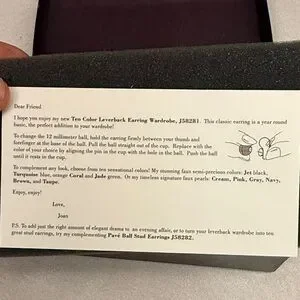 Dear Friend
I hope you enjoy my new Ten Color Leverback Earring Wardrobe, J58281. This classic earring is a year round
basic, the perfect addition to your wardrobe!
To change the 12 millimeter ball, hold the earring firmly between your thumb and
forefinger at the base of the ball. Pull the ball straight out of the cup. Replace with the
color of your choice by aligning the pin in the cup with the hole in the ball. Push the ball
until it rests in the cup.
To complement any look, choose from ten sensational colors! My stunning faux semi-precious colors: Jet black,
Turquoise blue, orange Coral and Jade green. Or my timeless signature faux pearls: Cream, Pink, Gray, Navy,
Brown, and Taupe.
Enjoy, enjoy!
Love,
Joan
P.S. To add just the right amount of elegant drama to an evening affair, or to turn your leverback wardrobe into ten
great stud earrings, try my complementing Pavé Ball Stud Earrings J58282.